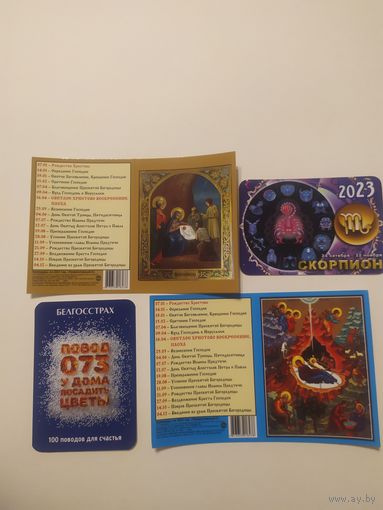 07.01 - Рождество Христово
14.01 - Обрезание Господне
19.01 - Святое Богоявление, Крещение Господне
15.02 - Сретение Господне
07.04 - Благовещение Пресвятой Богородицы
09.04 - Вход Господень в Иерусалим
16.04 - СВЕТЛОЕ ХРИСТОВО ВОСКРЕСЕНИЕ,
ПАСХА
25.05 - Вознесение Господне
04.06 - День Святой Троицы, Пятидесятница
07.07 - Рождество Иоанна Предтечи
12.07 - День Святых Апостолов Петра и Павла
19.08 - Преображение Господне
28.08 - Успение Пресвятой Богородицы
11.09 - Усекновение главы Иоанна Предтечи
21.09 - Рождество Пресвятой Богородицы
27.09 - Воздвижение Креста Господня
14.10 - Покров Пресвятой Богородицы
04.12 - Введение во храм Пресвятой Богородицы
2023
24 октября - 22 ноября
СКОРПИОН
БЕЛГОССТРАХ
ПОВОД
073
У ДОМА
ПОСАДИТЬ
ЦВЕТЫ
100 поводов для счастья
07.01 - Рождество Христово
14.01 - Обрезание Господне
19.01 - Святое Богоявление, Крещение Господне
15.02 - Сретение Господне
07.04 - Благовещение Пресвятой Богородицы
09.04 - Вход Господень в Иерусалим
16.04 - СВЕТЛОЕ ХРИСТОВО ВОСКРЕСЕНИЕ,
ПАСХА
25.05 - Вознесение Господне
04.06 - День Святой Троицы, Пятидесятница
07.07 - Рождество Иоанна Предтечи
12.07 - День Святых Апостолов Петра и Павла
19.08 - Преображение Господне
28.08 - Успение Пресвятой Богородицы
11.09 - Усекновение главы Иоанна Предтечи
21.09 - Рождество Пресвятой Богородицы
27.09 - Воздвижение Креста Господня
14.10 - Покров Пресвятой Богородицы
04.12 - Введение во храм Пресвятой Богородицы
www.ay.by